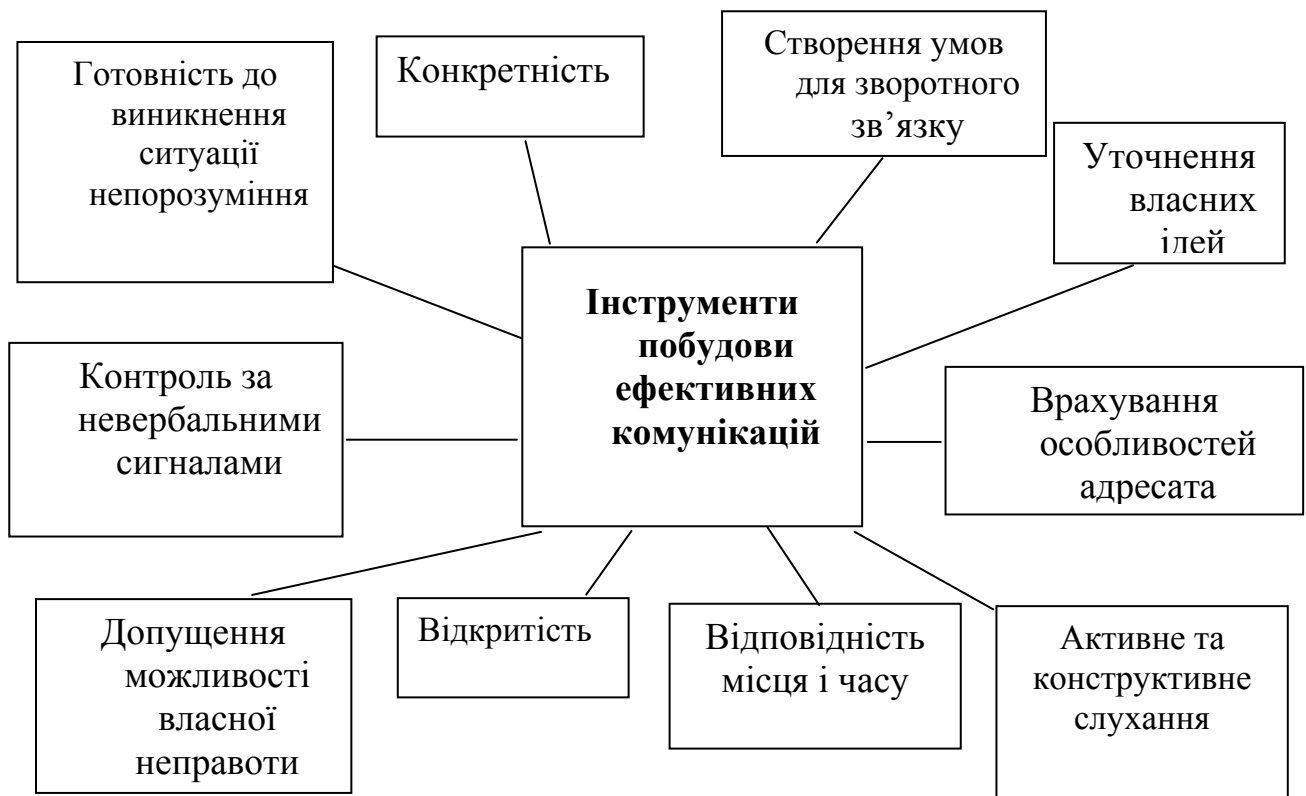 Готовність до
виникнення
ситуації
непорозуміння
Конкретність
Створення умов
для зворотного
зв’язку
Уточнення
власних
ідей
Інструменти
побудови
ефективних
комунікацій
Контроль за
невербальними
сигналами
Врахування
особливостей
адресата
Допущення
можливості
власної
неправоти
Відкритість
Відповідність
місця і часу
Активне та
конструктивне
слухання